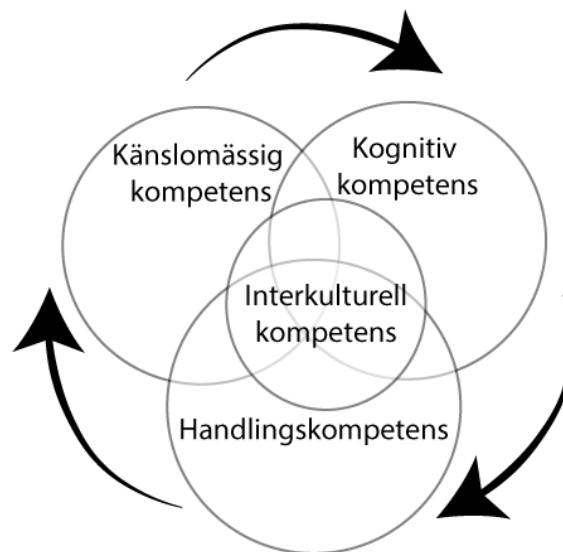 Känslomässig
kompetens
Kognitiv
kompetens
Interkulturell
kompetens
Handlingskompetens